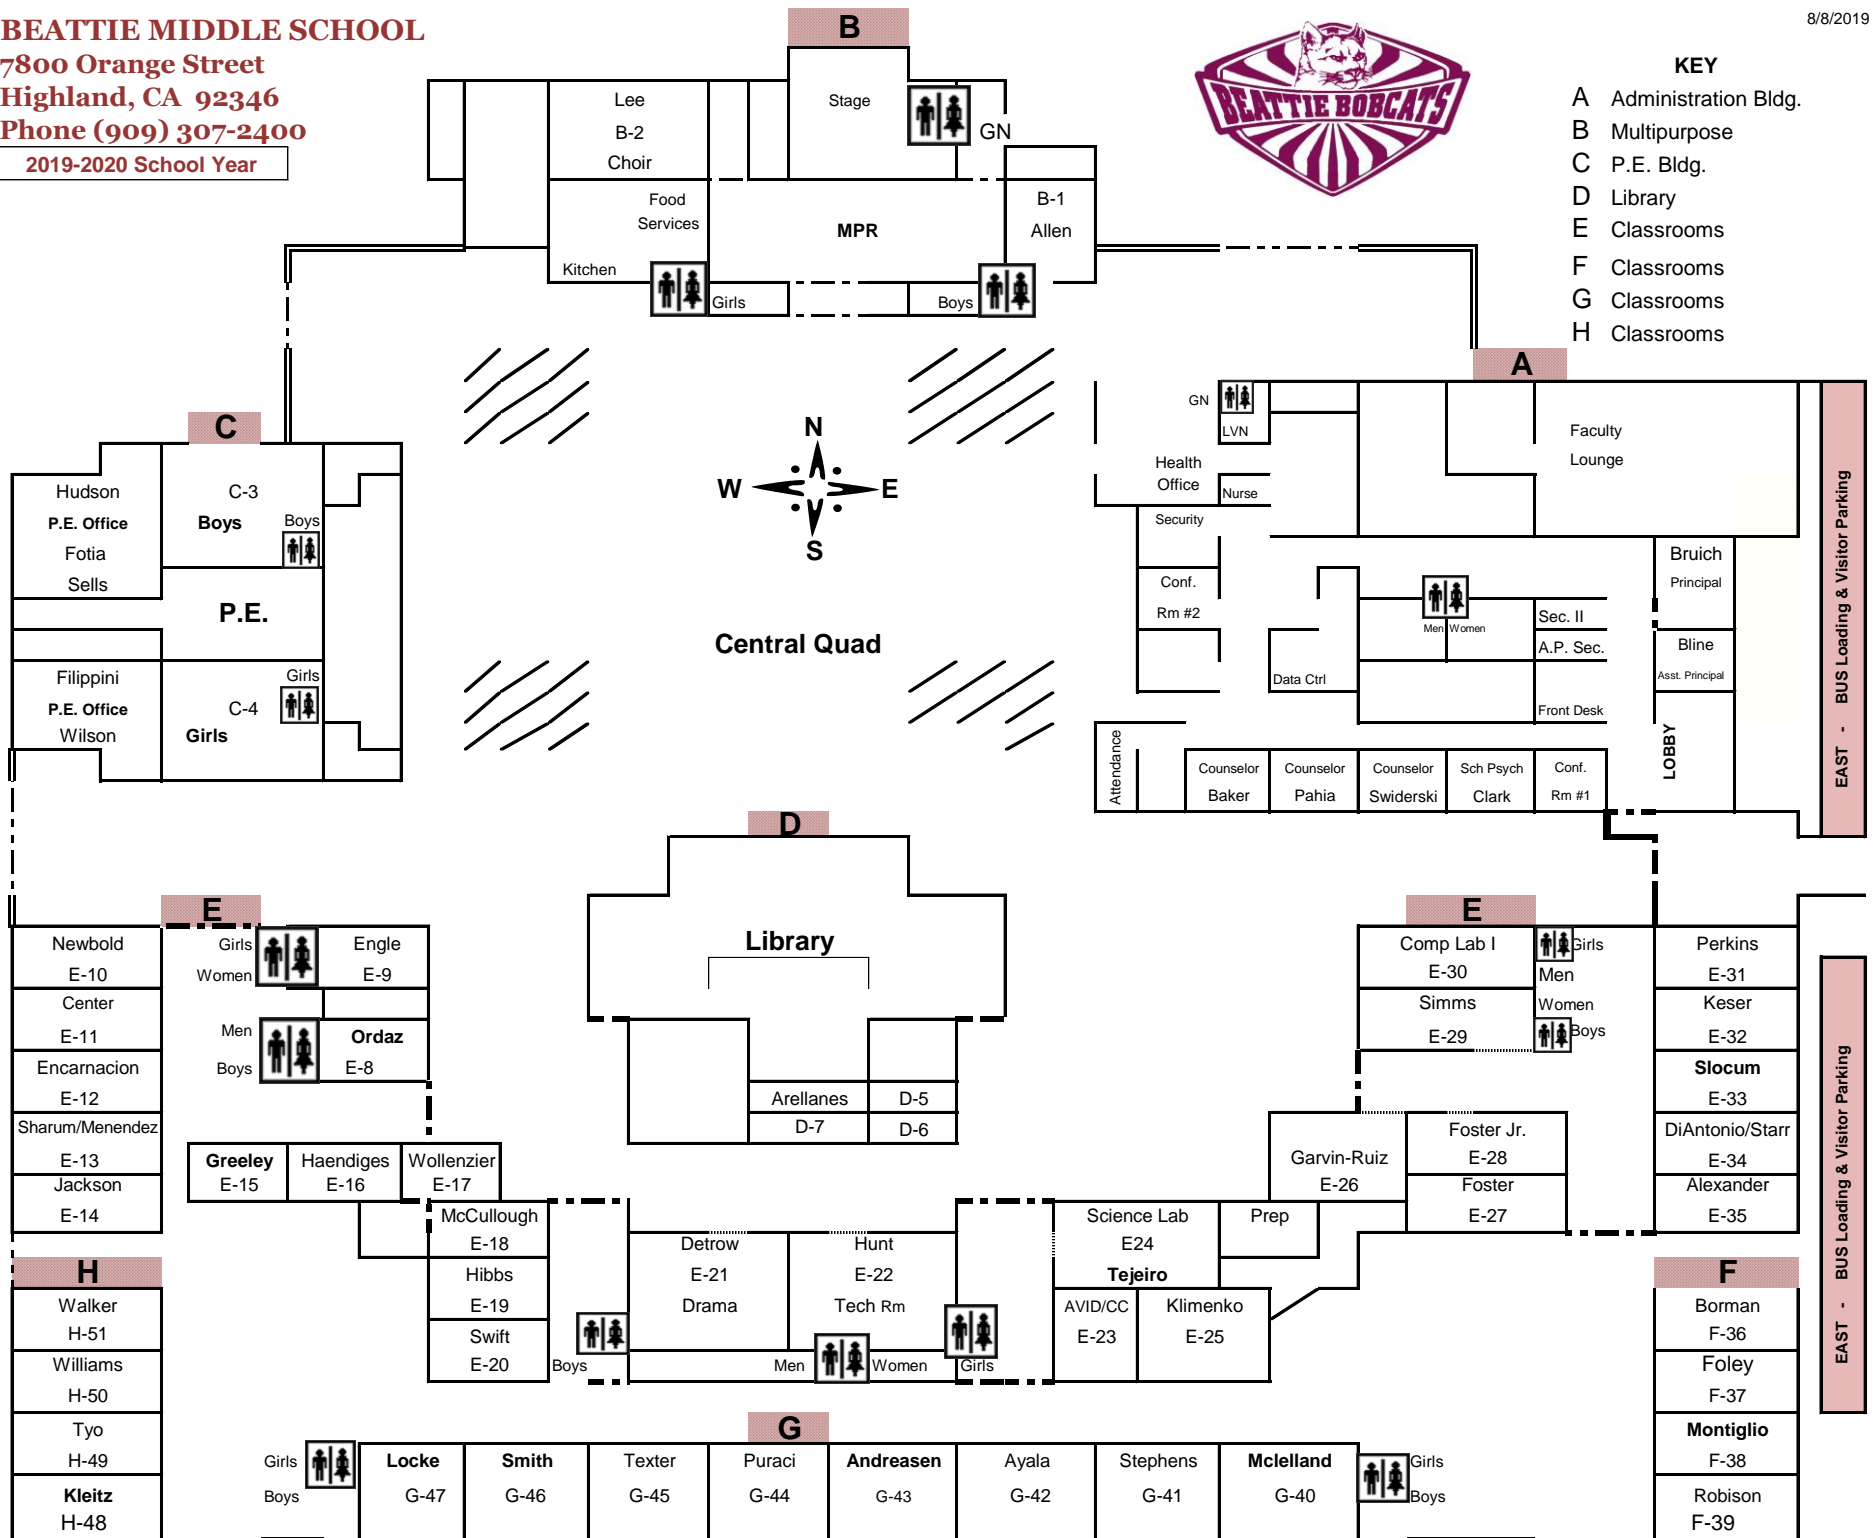 BEATTIE MIDDLE SCHOOL
7800 Orange Street
Highland, CA  92346
Phone (909) 307-2400
2019-2020 School Year
8/8/2019
BEATTIE BOBCATS
KEY
A Administration Bldg.
B Multipurpose
C P.E. Bldg.
D Library
E Classrooms
F Classrooms
G Classrooms
H Classrooms
B
Lee
B-2
Choir
Stage
GN
Food
Services
Kitchen
MPR
B-1
Allen
Girls
Boys
C
Hudson
P.E. Office
Fotia
Sells
C-3
Boys
Boys
P.E.
Filippini
P.E. Office
Wilson
Girls
C-4
Girls
N
W
E
S
Central Quad
A
GN
LVN
Health
Office
Nurse
Security
Conf.
Rm #2
Faculty
Lounge
Bruich
Principal
Men Women
Sec. II
A.P. Sec.
Bline
Asst. Principal
Data Ctrl
Front Desk
LOBBY
Attendance
Counselor
Baker
Counselor
Pahia
Counselor
Swiderski
Sch Psych
Clark
Conf.
Rm #1
EAST - BUS Loading & Visitor Parking
D
Library
Arellanes
D-7
D-5
D-6
E
Newbold
E-10
Center
E-11
Encarnacion
E-12
Sharum/Menendez
E-13
Jackson
E-14
Girls
Women
Men
Boys
Engle
E-9
Ordaz
E-8
Greeley
E-15
Haendiges
E-16
Wollenzier
E-17
McCullough
E-18
Hibbs
E-19
Swift
E-20
Boys
Detrow
E-21
Drama
Hunt
E-22
Tech Rm
Men
Women
Girls
E
Comp Lab I
E-30
Simms
E-29
Girls
Men
Women
Boys
Perkins
E-31
Keser
E-32
Slocum
E-33
DiAntonio/Starr
E-34
Alexander
E-35
Garvin-Ruiz
E-26
Foster Jr.
E-28
Foster
E-27
Science Lab
E24
Tejeiro
Prep
AVID/CC
E-23
Klimenko
E-25
EAST - BUS Loading & Visitor Parking
H
Walker
H-51
Williams
H-50
Tyo
H-49
Kleitz
H-48
G
Girls
Boys
Locke
G-47
Smith
G-46
Texter
G-45
Puraci
G-44
Andreasen
G-43
Ayala
G-42
Stephens
G-41
Mclelland
G-40
Girls
Boys
F
Borman
F-36
Foley
F-37
Montiglio
F-38
Robison
F-39